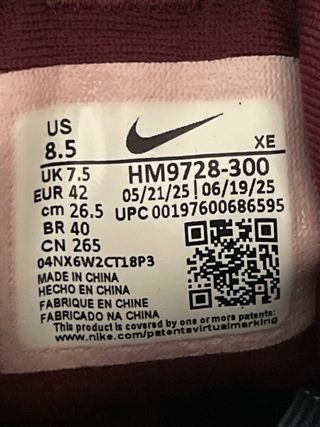 US
8.5
XE
UK 7.5
EUR 42
cm 26.5
BR 40
CN 265
HM9728-300
05/21/25 | 06/19/25
UPC 00197600686595
04NX6W2CT18P3
MADE IN CHINA
HECHO EN CHINA
FABRIQUE EN CHINE
FABRICADO NA CHINA
This product is covered by one or more patents:
www.nike.com/patentsvirtualmarking